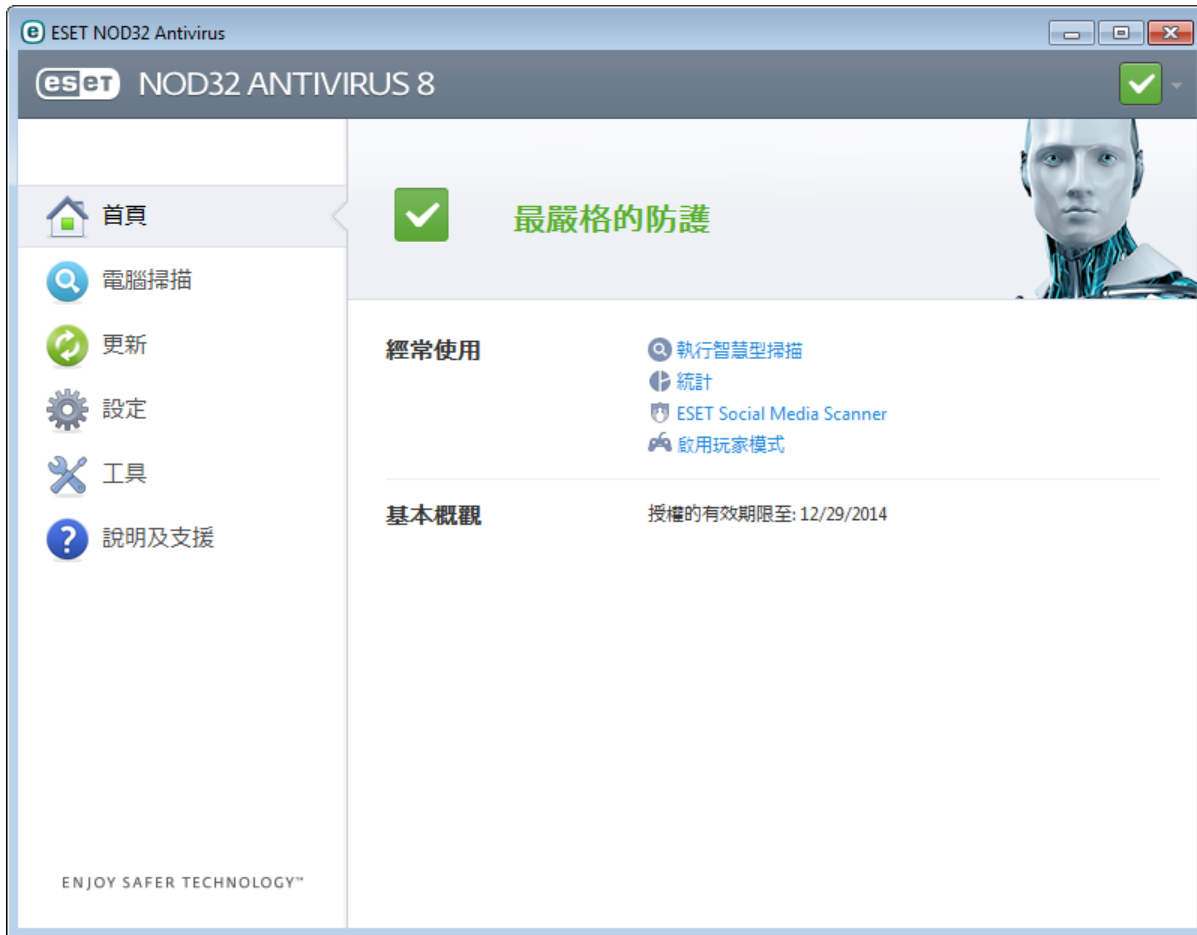 ESET NOD32 Antivirus
eset NOD32 ANTIVIRUS 8
首頁
電腦掃描
更新
設定
工具
說明及支援
ENJOY SAFER TECHNOLOGY™
最嚴格的防護
經常使用
執行智慧型掃描
統計
ESET Social Media Scanner
啟用玩家模式
基本概觀
授權的有效期限至: 12/29/2014